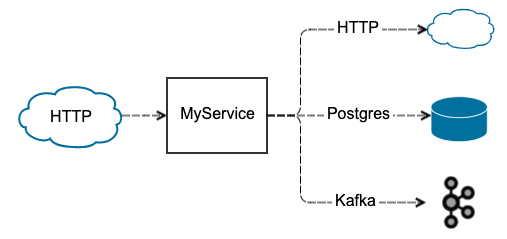 HTTP
MyService
HTTP
Postgres
Kafka